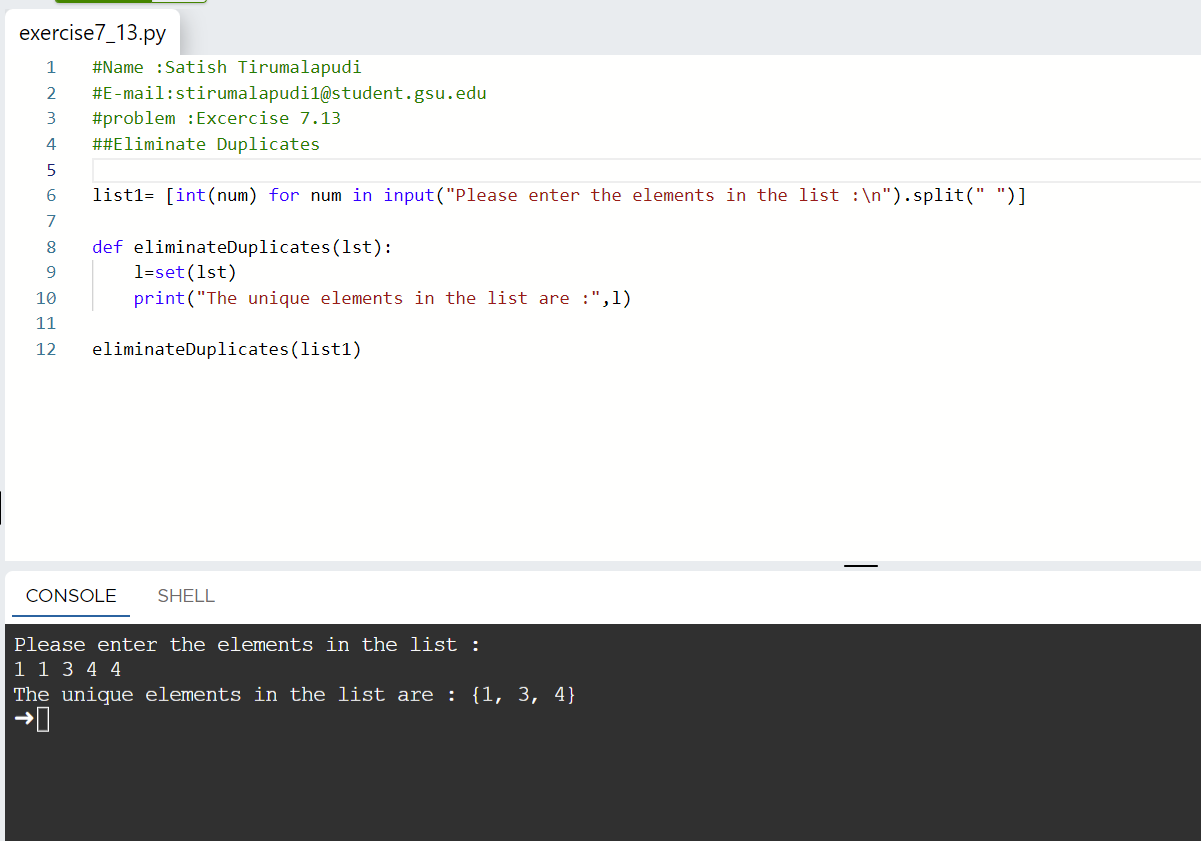 exercise7_13.py
1 #Name :Satish Tirumalapudi
2 #E-mail:stirumalapudi1@student.gsu.edu
3 #problem :Excercise 7.13
4 ##Eliminate Duplicates
5
6 list1= [int(num) for num in input("Please enter the elements in the list :\n").split(" ")]
7
8 def eliminateDuplicates(lst):
9     l=set(lst)
10     print("The unique elements in the list are :",l)
11
12 eliminateDuplicates(list1)
CONSOLE SHELL
Please enter the elements in the list :
1 1 3 4 4
The unique elements in the list are : {1, 3, 4}
➜